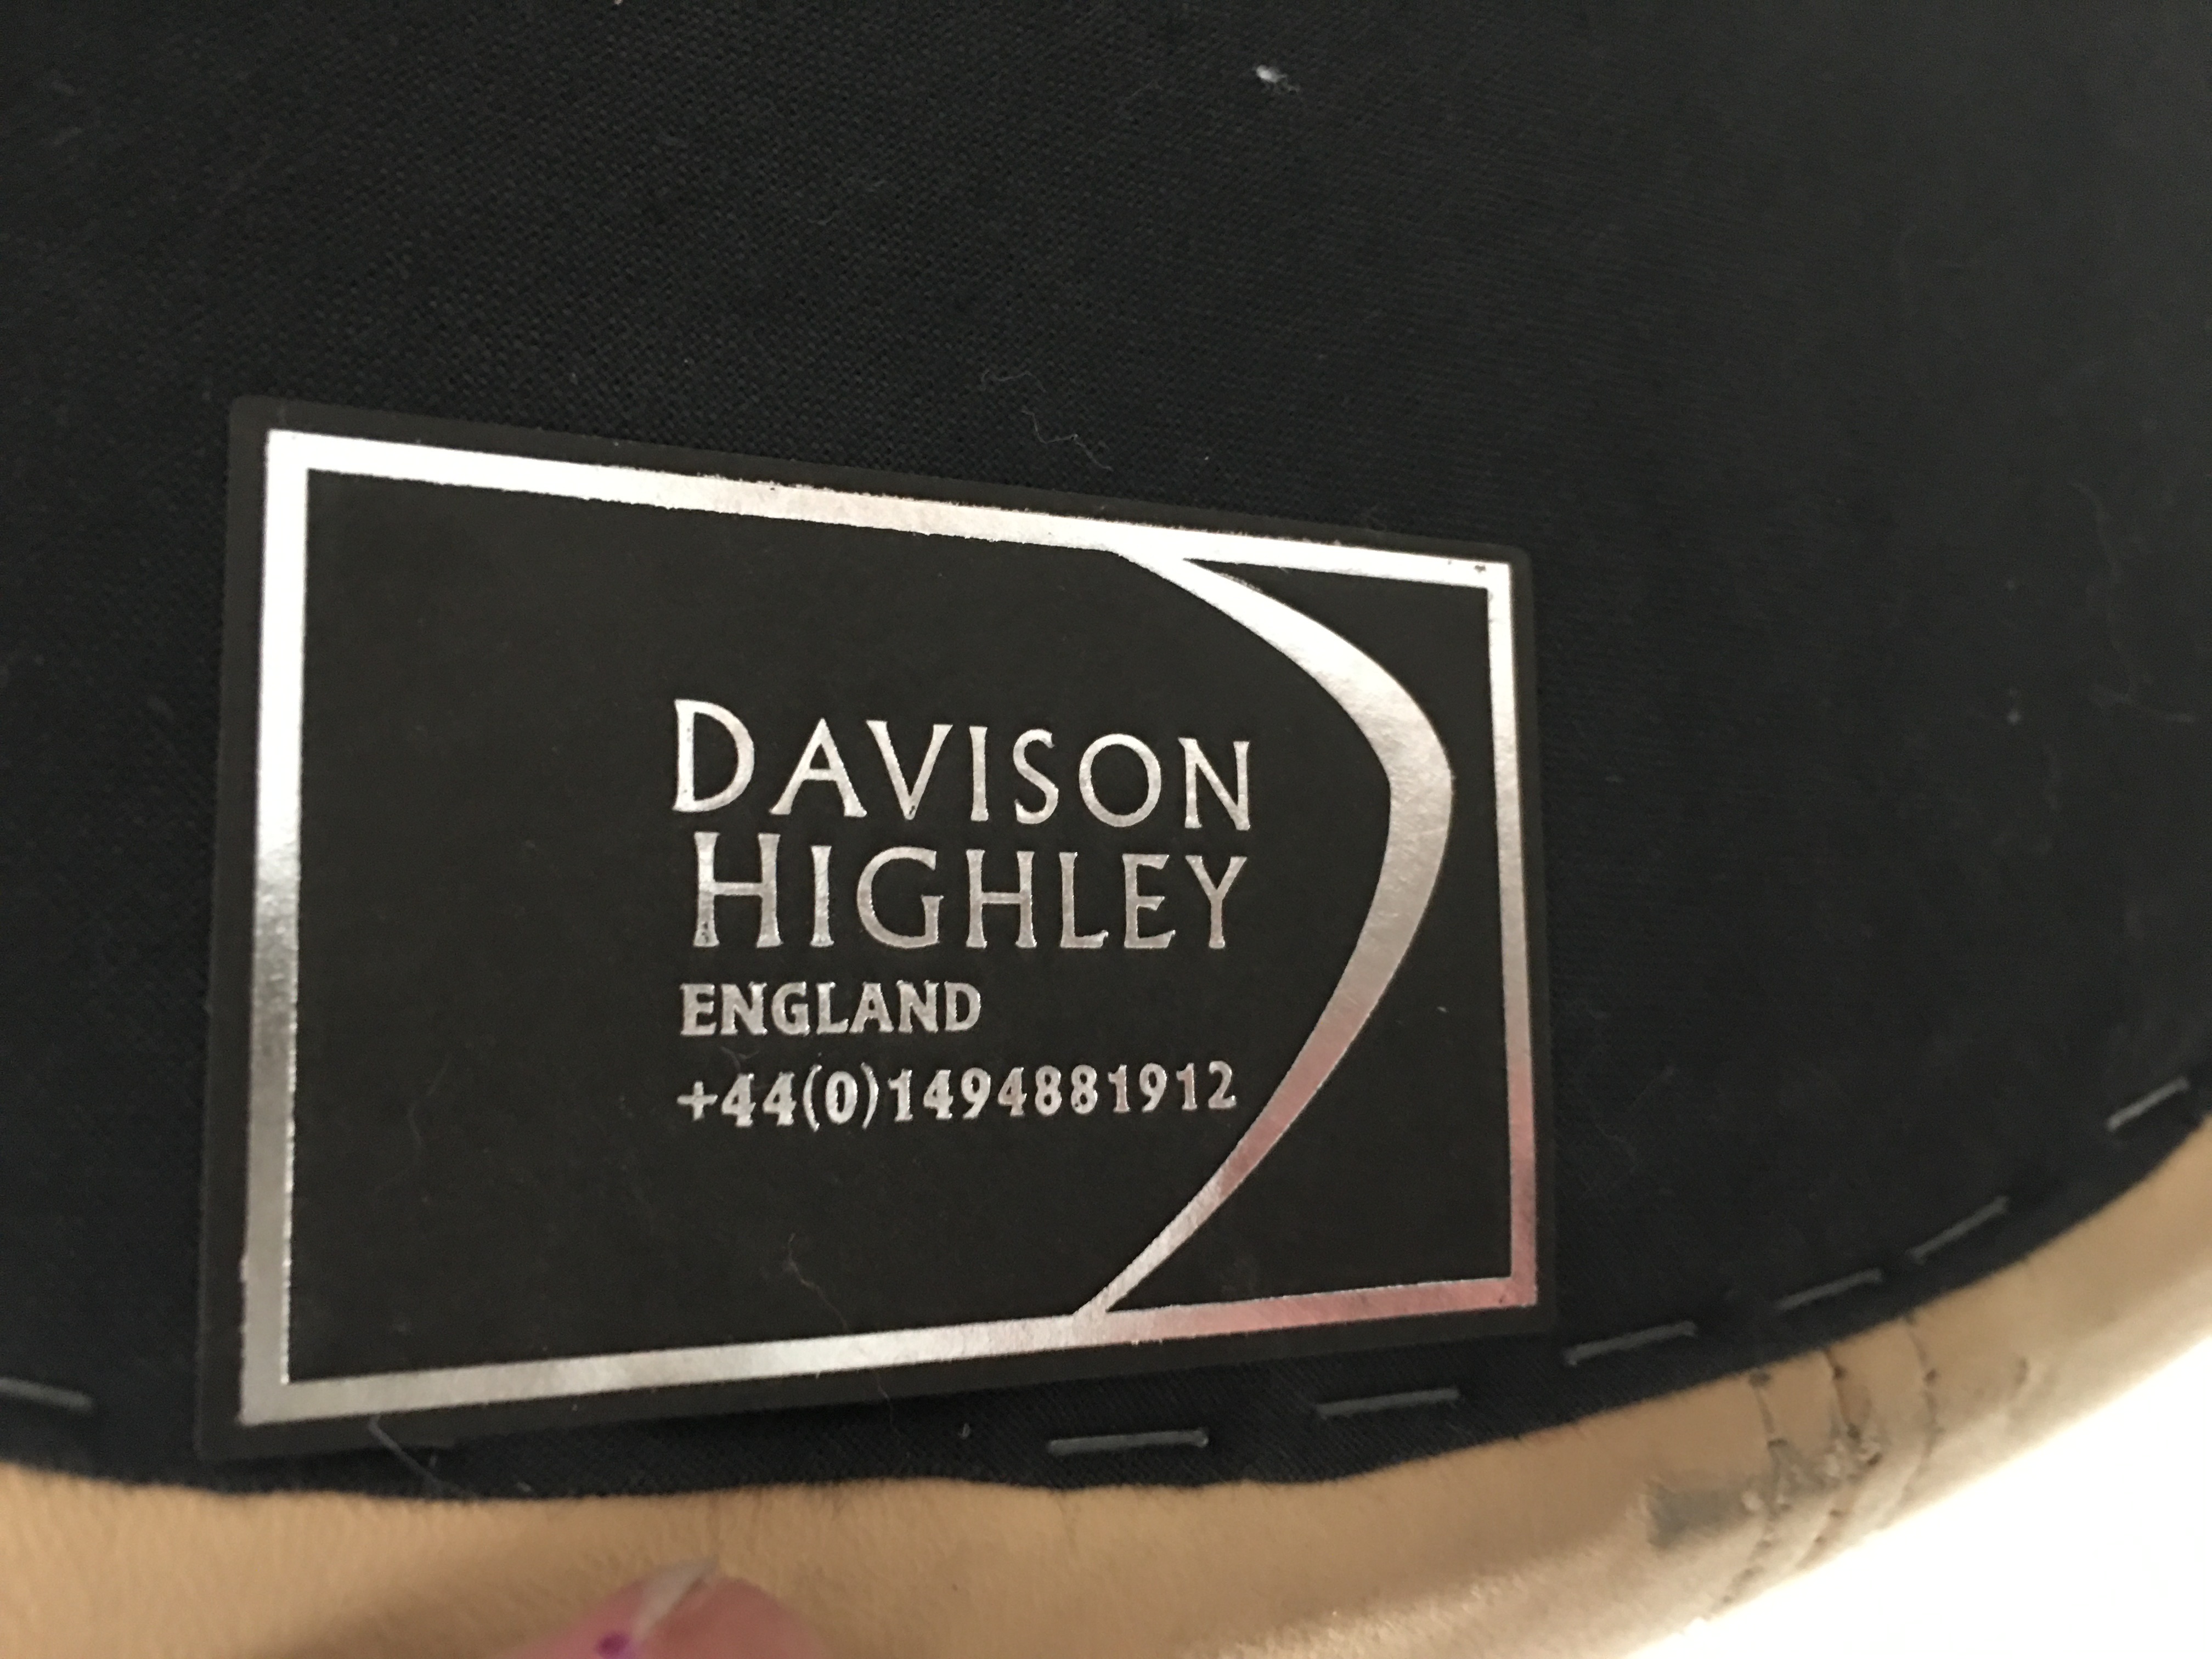 DAVISON
HIGHLEY
ENGLAND
+44(0)1494881912